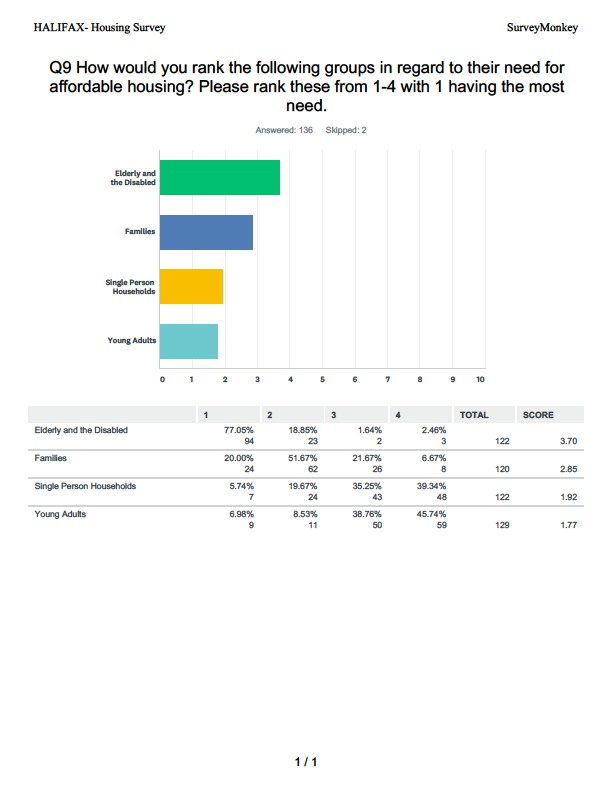 HALIFAX- Housing Survey SurveyMonkey
Q9 How would you rank the following groups in regard to their need for
affordable housing? Please rank these from 1-4 with 1 having the most
need.
Answered: 136 Skipped: 2
Elderly and
the Disabled
Families
Single Person
Households
Young Adults
0 1 2 3 4 5 6 7 8 9 10
1 2 3 4 TOTAL SCORE
Elderly and the Disabled 77.05% 18.85% 1.64% 2.46%
94 23 2 3 122 3.70
Families 20.00% 51.67% 21.67% 6.67%
24 62 26 8 120 2.85
Single Person Households 5.74% 19.67% 35.25% 39.34%
7 24 43 48 122 1.92
Young Adults 6.98% 8.53% 38.76% 45.74%
9 11 50 59 129 1.77
1 / 1